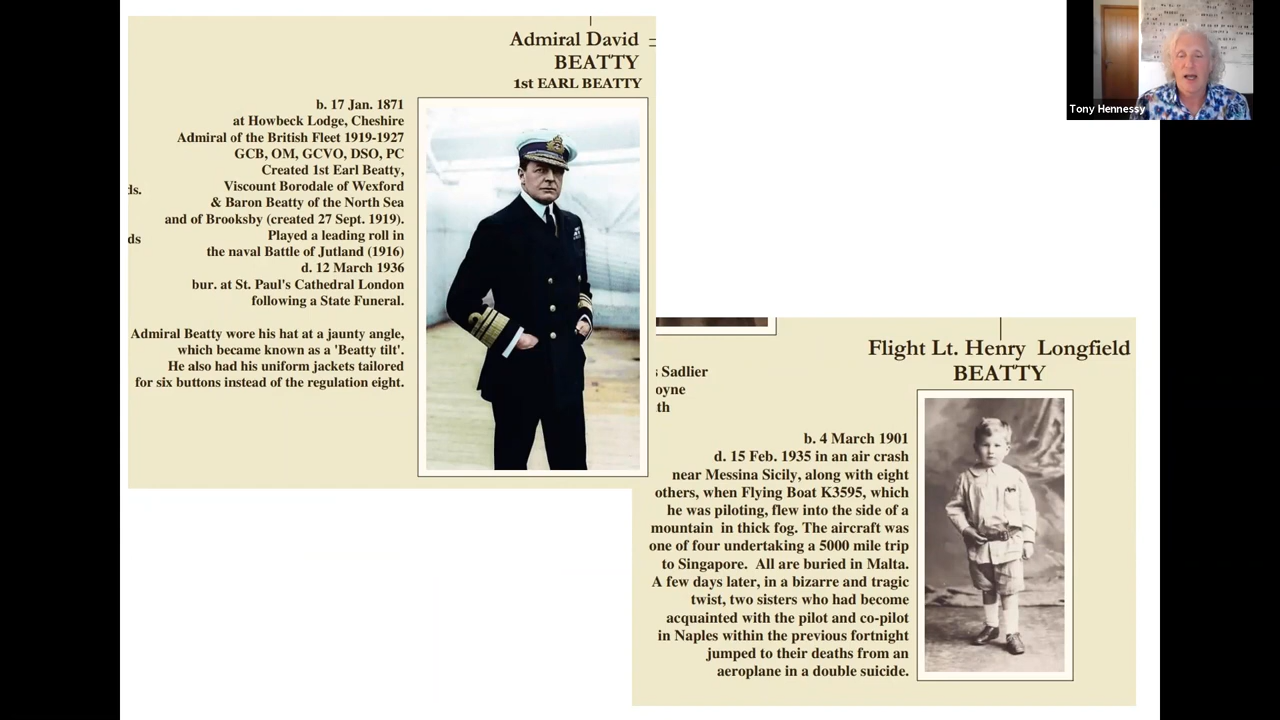 Admiral David
BEATTY
1st EARL BEATTY
b. 17 Jan. 1871
at Howbeck Lodge, Cheshire
Admiral of the British Fleet 1919-1927
GCB, OM, GCVO, DSO, PC
Created 1st Earl Beatty,
Viscount Borodale of Wexford
& Baron Beatty of the North Sea
and of Brooksby (created 27 Sept. 1919).
Played a leading roll in
the naval Battle of Jutland (1916)
d. 12 March 1936
bur. at St. Paul's Cathedral London
following a State Funeral.
Admiral Beatty wore his hat at a jaunty angle,
which became known as a 'Beatty tilt'.
He also had his uniform jackets tailored
for six buttons instead of the regulation eight.
ds.
ds
Tony Hennessy
Flight Lt. Henry Longfield
BEATTY
s Sadlier
oyne
th
b. 4 March 1901
d. 15 Feb. 1935 in an air crash
near Messina Sicily, along with eight
others, when Flying Boat K3595, which
he was piloting, flew into the side of a
mountain in thick fog. The aircraft was
one of four undertaking a 5000 mile trip
to Singapore. All are buried in Malta.
A few days later, in a bizarre and tragic
twist, two sisters who had become
acquainted with the pilot and co-pilot
in Naples within the previous fortnight
jumped to their deaths from an
aeroplane in a double suicide.